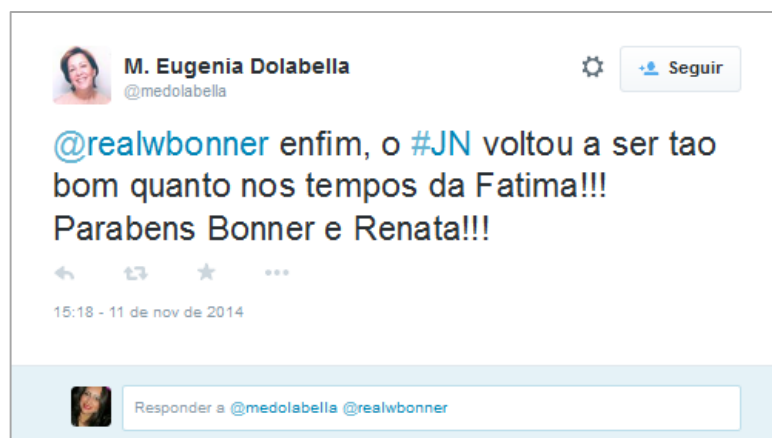 M. Eugenia Dolabella
@medolabella
Seguir
@realwbonner enfim, o #JN voltou a ser tao
bom quanto nos tempos da Fatima!!!
Parabens Bonner e Renata!!!
15:18 - 11 de nov de 2014
Responder a @medolabella @realwbonner